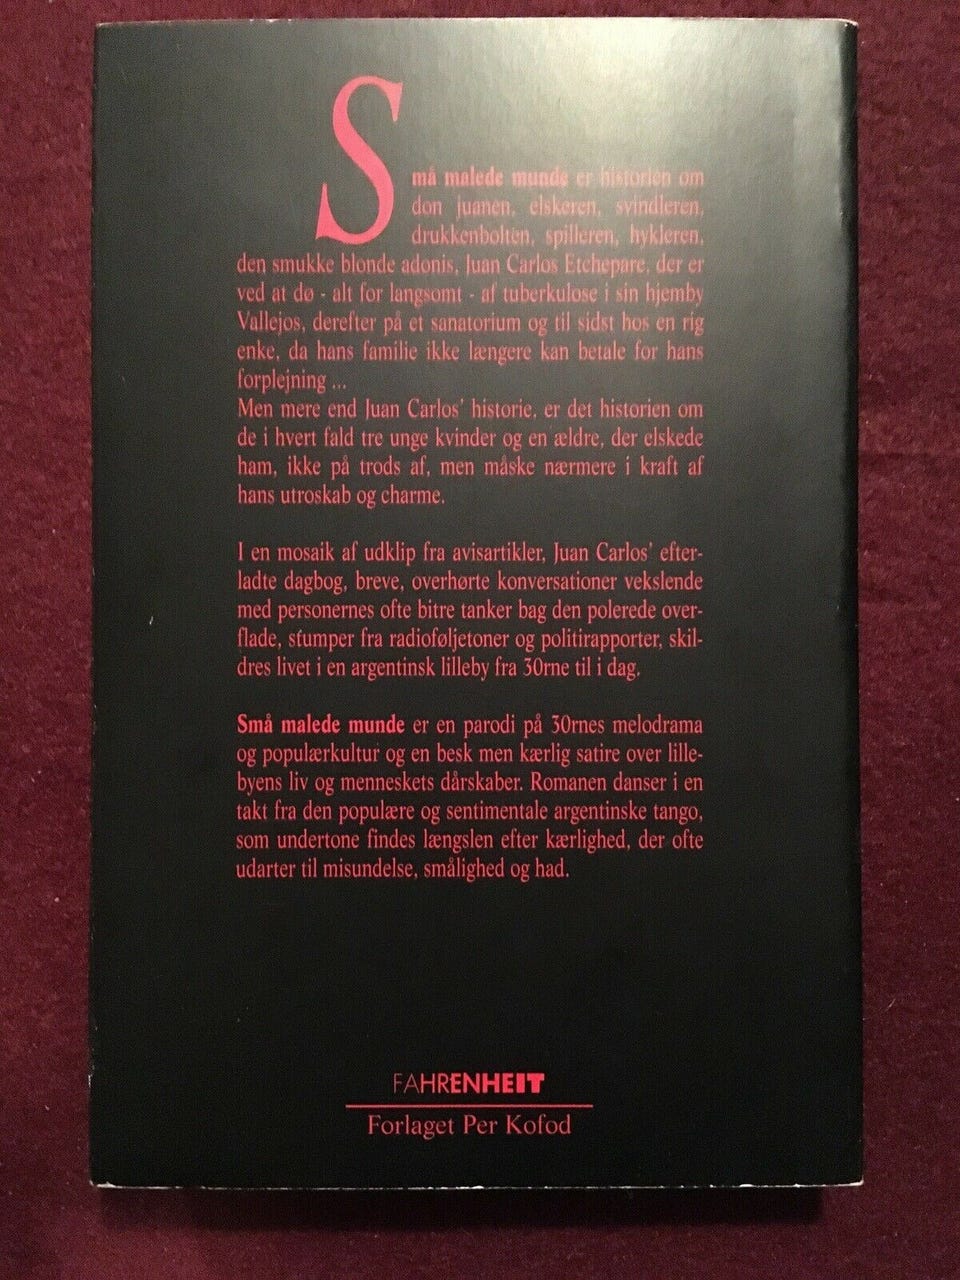 Små malede munde er historien om
don juanen, elskeren, svindleren,
drukkenbolten, spilleren, hykleren,
den smukke blonde adonis, Juan Carlos Etchepare, der er
ved at dø - alt for langsomt - af tuberkulose i sin hjemby
Vallejos, derefter på et sanatorium og til sidst hos en rig
enke, da hans familie ikke længere kan betale for hans
forplejning ...
Men mere end Juan Carlos' historie, er det historien om
de i hvert fald tre unge kvinder og en ældre, der elskede
ham, ikke på trods af, men måske nærmere i kraft af
hans utroskab og charme.
I en mosaik af udklip fra avisartikler, Juan Carlos' efter-
ladte dagbog, breve, overhørte konversationer vekslende
med personernes ofte bitre tanker bag den polerede over-
flade, stumper fra radioføljetoner og politirapporter, skil-
dres livet i en argentinsk lilleby fra 30rne til i dag.
Små malede munde er en parodi på 30rnes melodrama
og populærkultur og en besk men kærlig satire over lille-
byens liv og menneskets dårskaber. Romanen danser i en
takt fra den populære og sentimentale argentinske tango,
som undertone findes længslen efter kærlighed, der ofte
udarter til misundelse, smålighed og had.
FAHRENHEIT
Forlaget Per Kofod